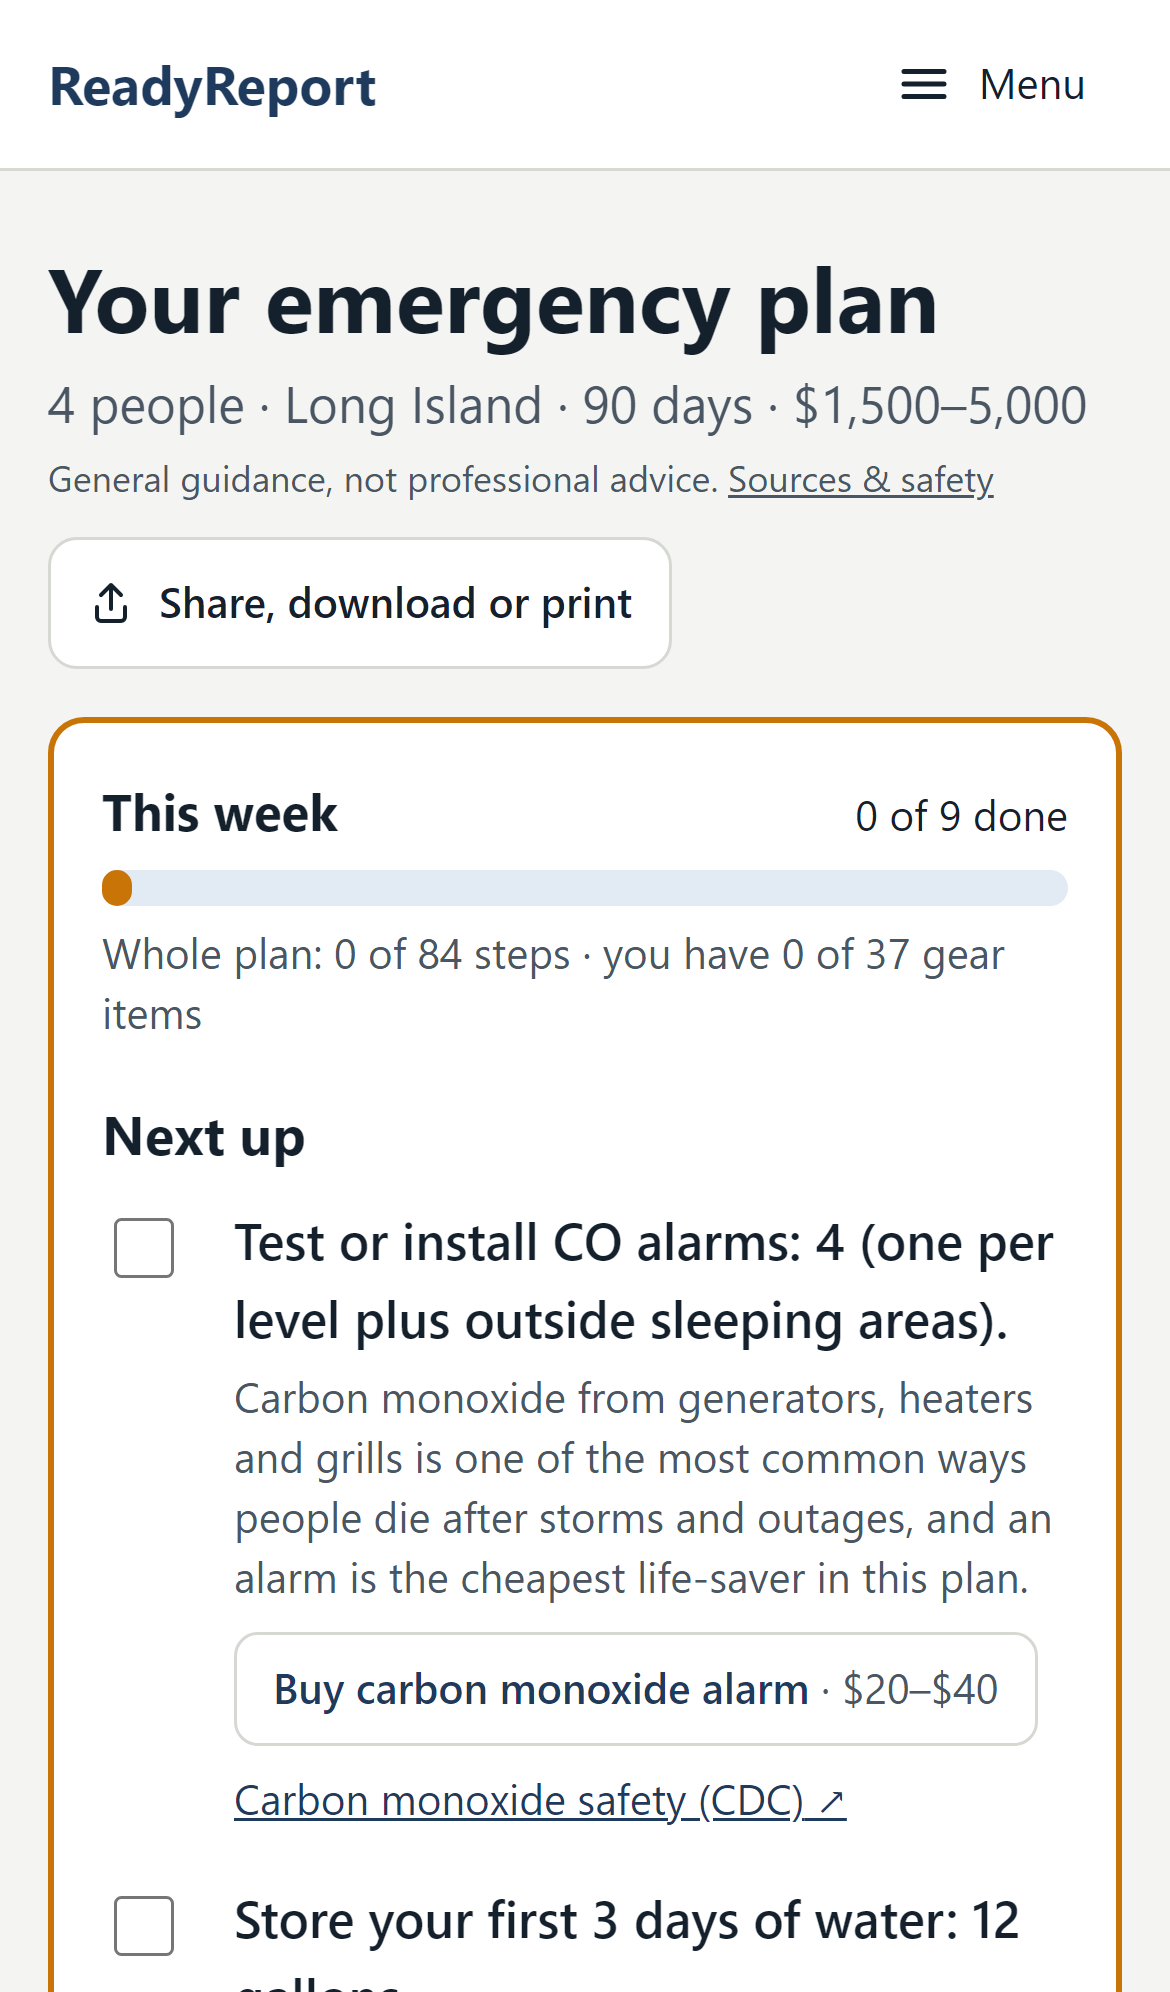 ReadyReport
Menu
Your emergency plan
4 people · Long Island · 90 days · $1,500–5,000
General guidance, not professional advice. Sources & safety
Share, download or print
This week
0 of 9 done
Whole plan: 0 of 84 steps · you have 0 of 37 gear
items
Next up
Test or install CO alarms: 4 (one per
level plus outside sleeping areas).
Carbon monoxide from generators, heaters
and grills is one of the most common ways
people die after storms and outages, and an
alarm is the cheapest life-saver in this plan.
Buy carbon monoxide alarm · $20–$40
Carbon monoxide safety (CDC) ↗
Store your first 3 days of water: 12
gallons